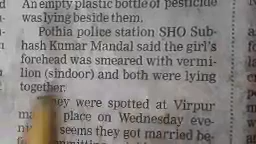 An empty plastic bottle of pesticide
was lying beside them.
Pothia police station SHO Sub-
hash Kumar Mandal said the girl's
forehead was smeared with vermi-
lion (sindoor) and both were lying
together.
ey were spotted at Virpur
place on Wednesday eve-
seems they got married be-